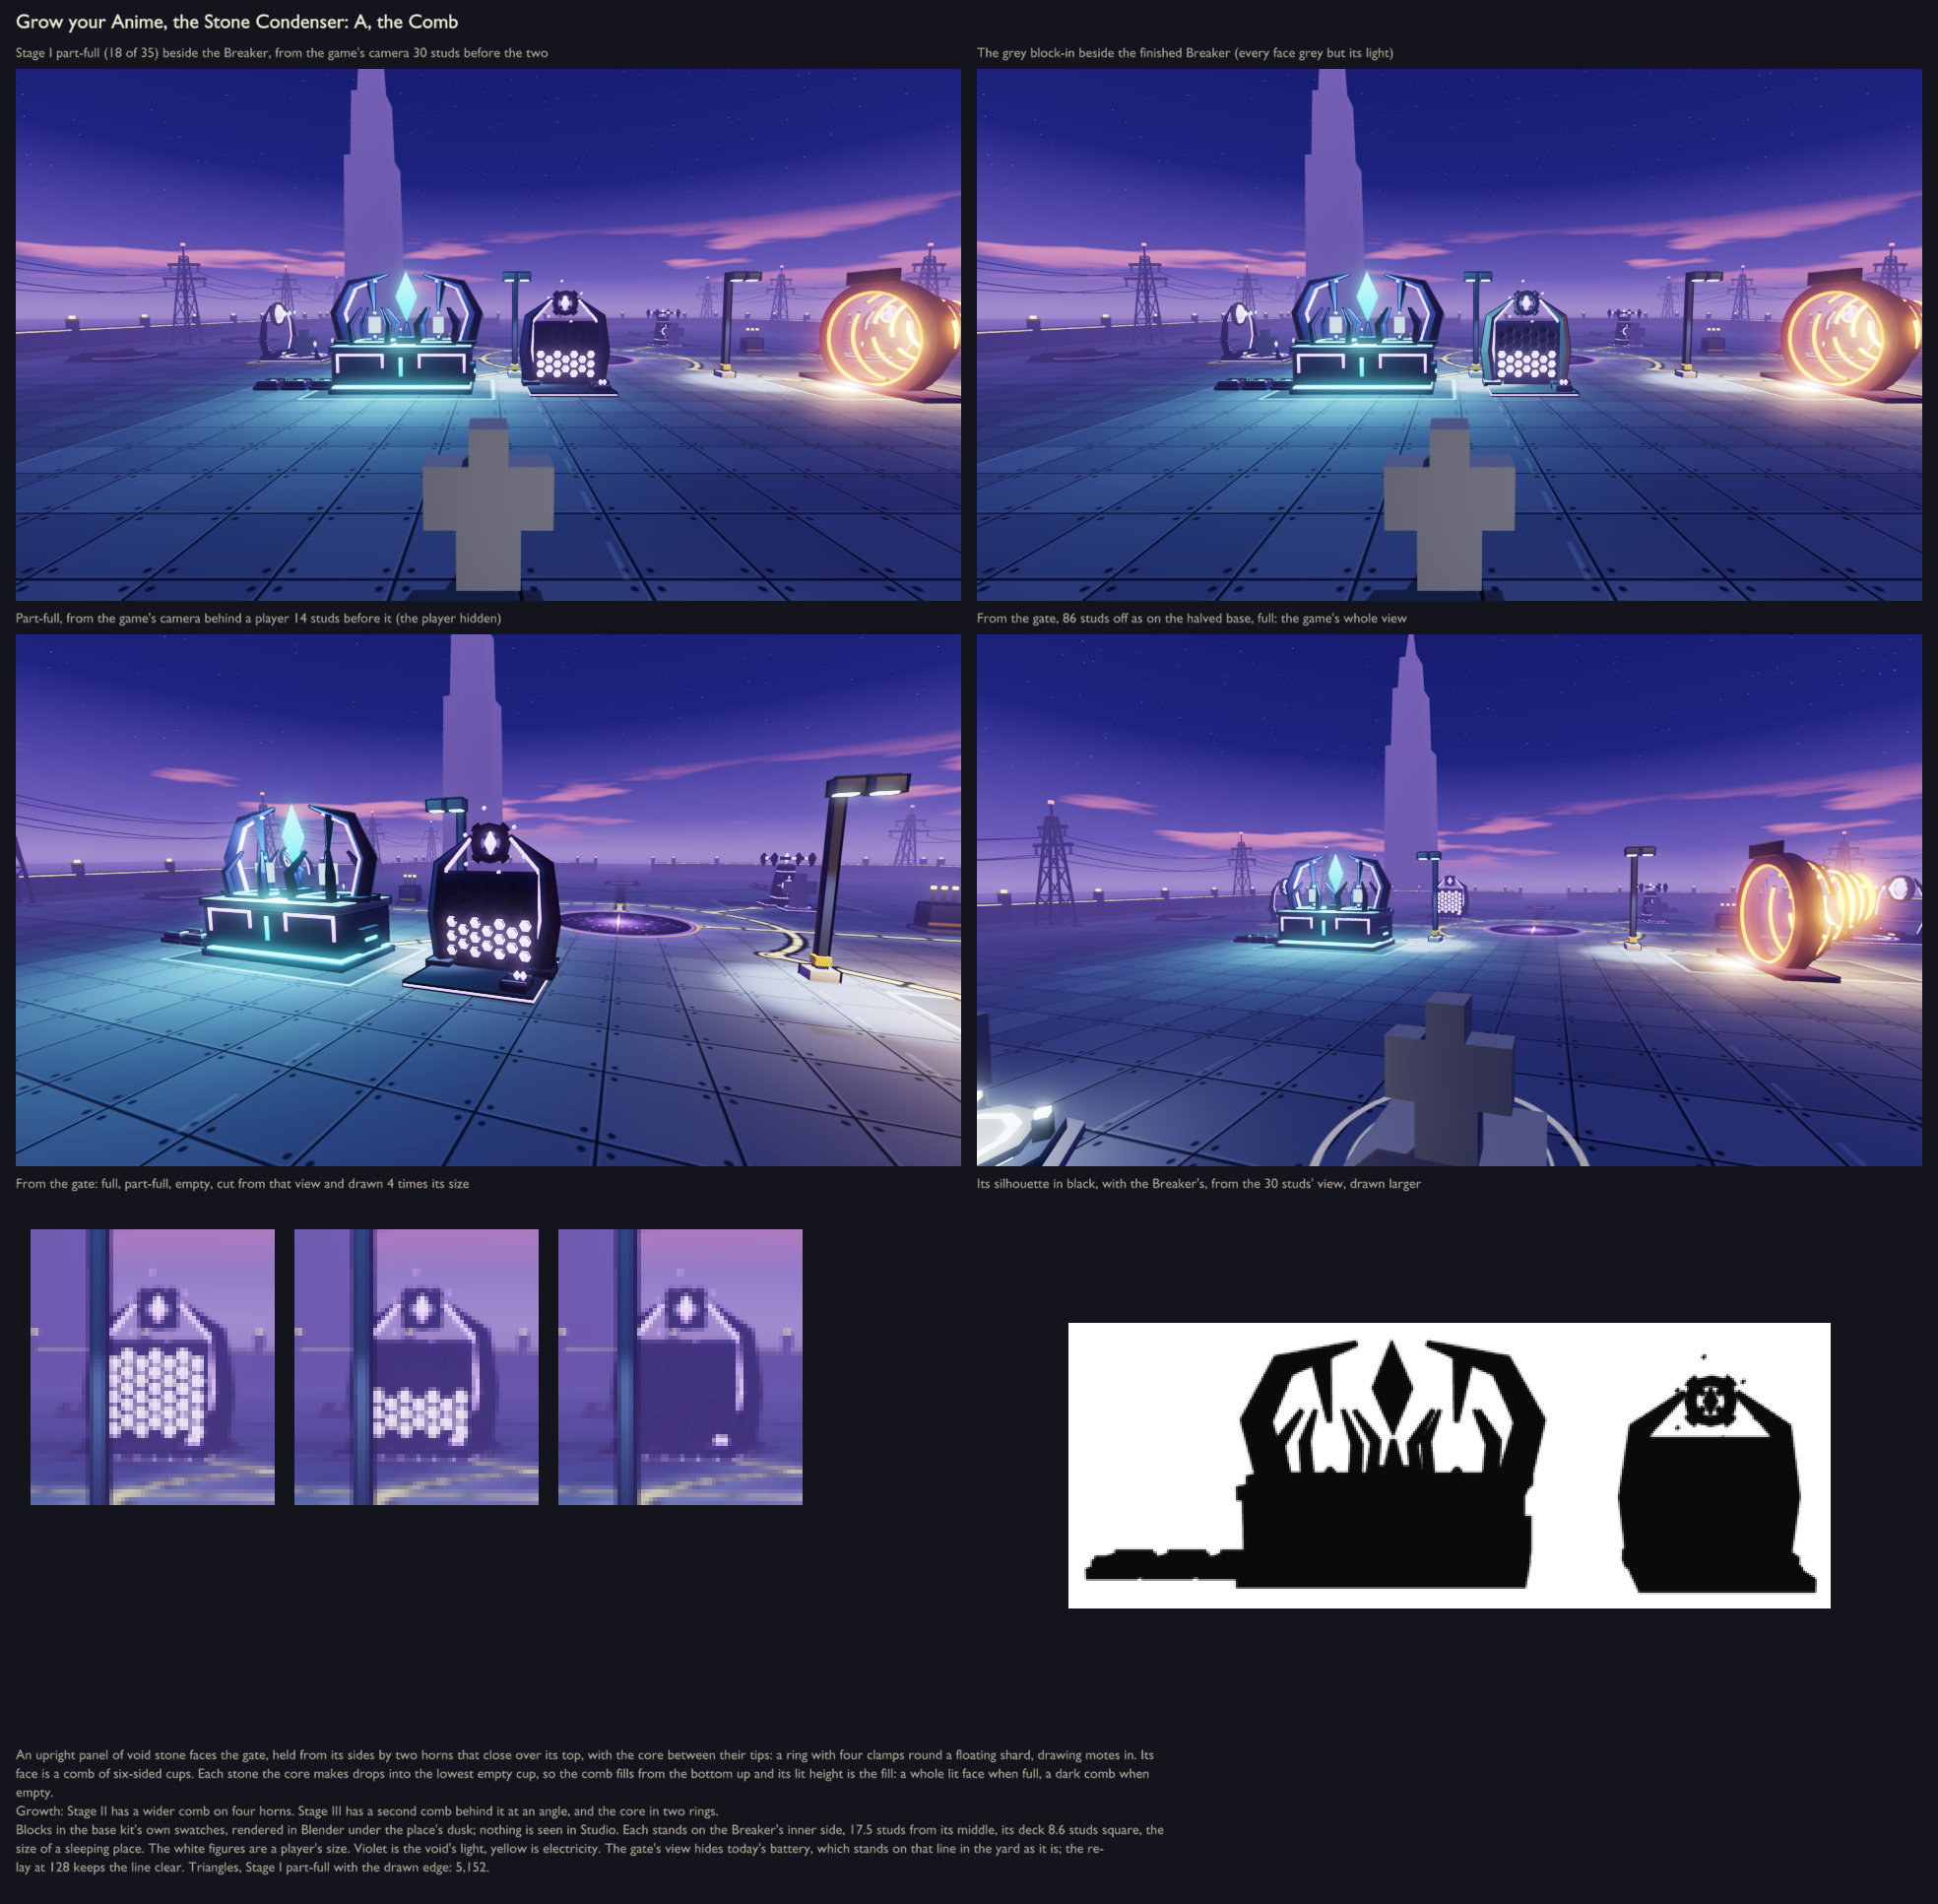 Grow your Anime, the Stone Condenser: A, the Comb
Stage I part-full (18 of 35) beside the Breaker, from the game's camera 30 studs before the two
The grey block-in beside the finished Breaker (every face grey but its light)
Part-full, from the game's camera behind a player 14 studs before it (the player hidden)
From the gate, 86 studs off as on the halved base, full: the game's whole view
From the gate: full, part-full, empty, cut from that view and drawn 4 times its size
Its silhouette in black, with the Breaker's, from the 30 studs' view, drawn larger
An upright panel of void stone faces the gate, held from its sides by two horns that close over its top, with the core between their tips: a ring with four clamps round a floating shard, drawing motes in. Its
face is a comb of six-sided cups. Each stone the core makes drops into the lowest empty cup, so the comb fills from the bottom up and its lit height is the fill: a whole lit face when full, a dark comb when
empty.
Growth: Stage II has a wider comb on four horns. Stage III has a second comb behind it at an angle, and the core in two rings.
Blocks in the base kit's own swatches, rendered in Blender under the place's dusk; nothing is seen in Studio. Each stands on the Breaker's inner side, 17.5 studs from its middle, its deck 8.6 studs square, the
size of a sleeping place. The white figures are a player's size. Violet is the void's light, yellow is electricity. The gate's view hides today's battery, which stands on that line in the yard as it is; the re-
lay at 128 keeps the line clear. Triangles, Stage I part-full with the drawn edge: 5,152.